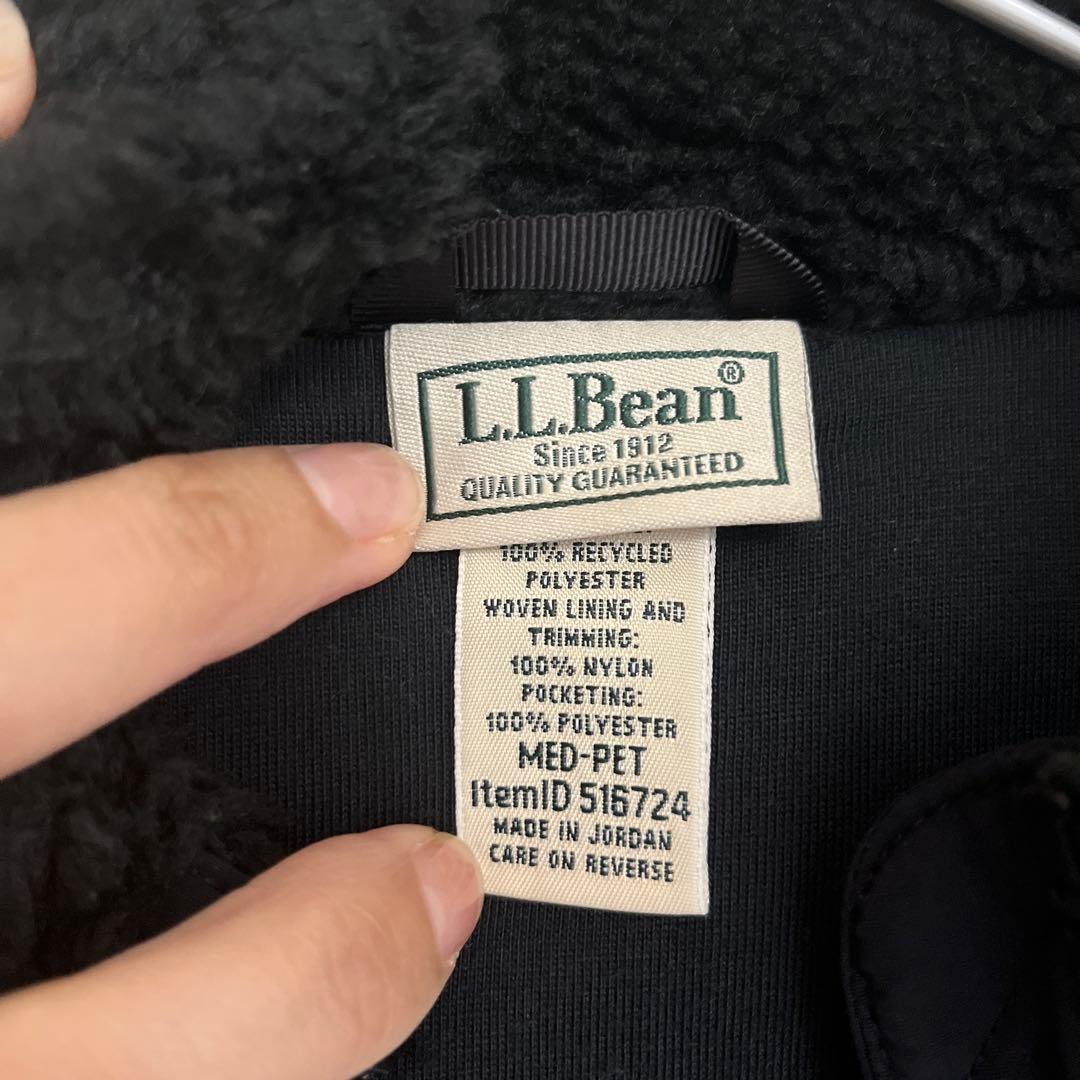 L.L.Bean®
Since 1912
QUALITY GUARANTEED
100% RECYCLED
POLYESTER
WOVEN LINING AND
TRIMMING:
100% NYLON
POCKETING:
100% POLYESTER
MED-PET
ItemID 516724
MADE IN JORDAN
CARE ON REVERSE